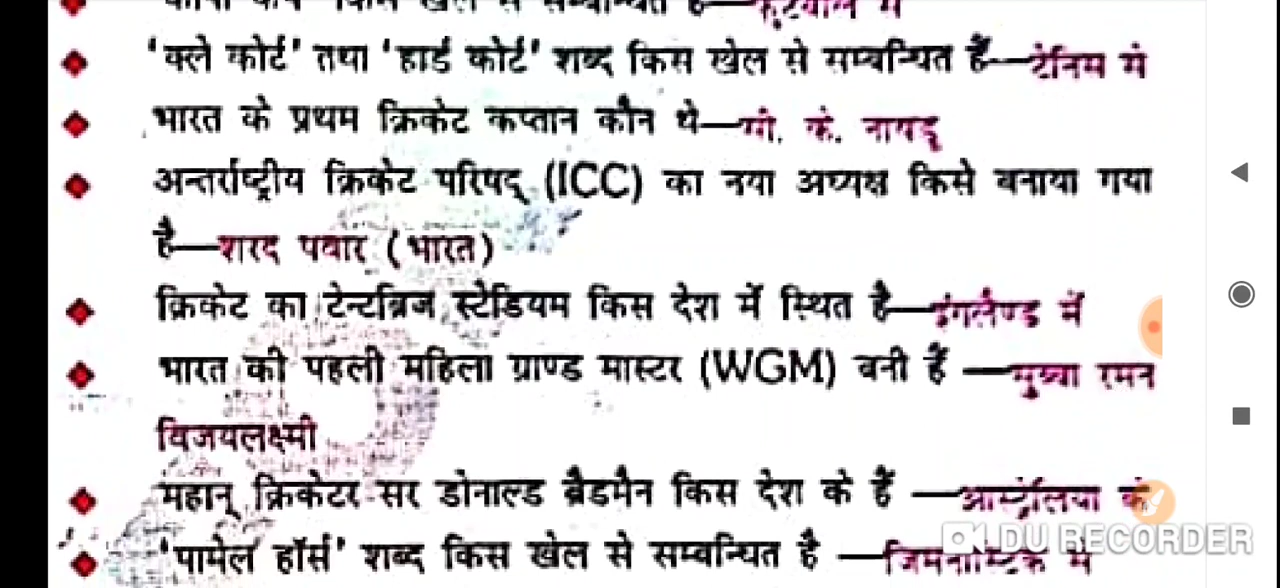 ◆ 'क्ले कोर्ट' तथा 'हार्ड कोर्ट' शब्द किस खेल से सम्बन्धित हैं—टेनिस से
◆ भारत के प्रथम क्रिकेट कप्तान कौन थे—सी. के. नायडू
◆ अन्तर्राष्ट्रीय क्रिकेट परिषद् (ICC) का नया अध्यक्ष किसे बनाया गया
है—शरद पवार (भारत)
◆ क्रिकेट का टेन्टब्रिज स्टेडियम किस देश में स्थित है—इंगलैण्ड में
◆ भारत की पहली महिला ग्राण्ड मास्टर (WGM) बनी हैं —सुब्बा रमन
विजयलक्ष्मी
◆ महान् क्रिकेटर सर डोनाल्ड ब्रैडमैन किस देश के हैं —आस्ट्रेलिया के
◆ 'पामेल हॉर्स' शब्द किस खेल से सम्बन्धित है —जिमनास्टिक से
DU RECORDER